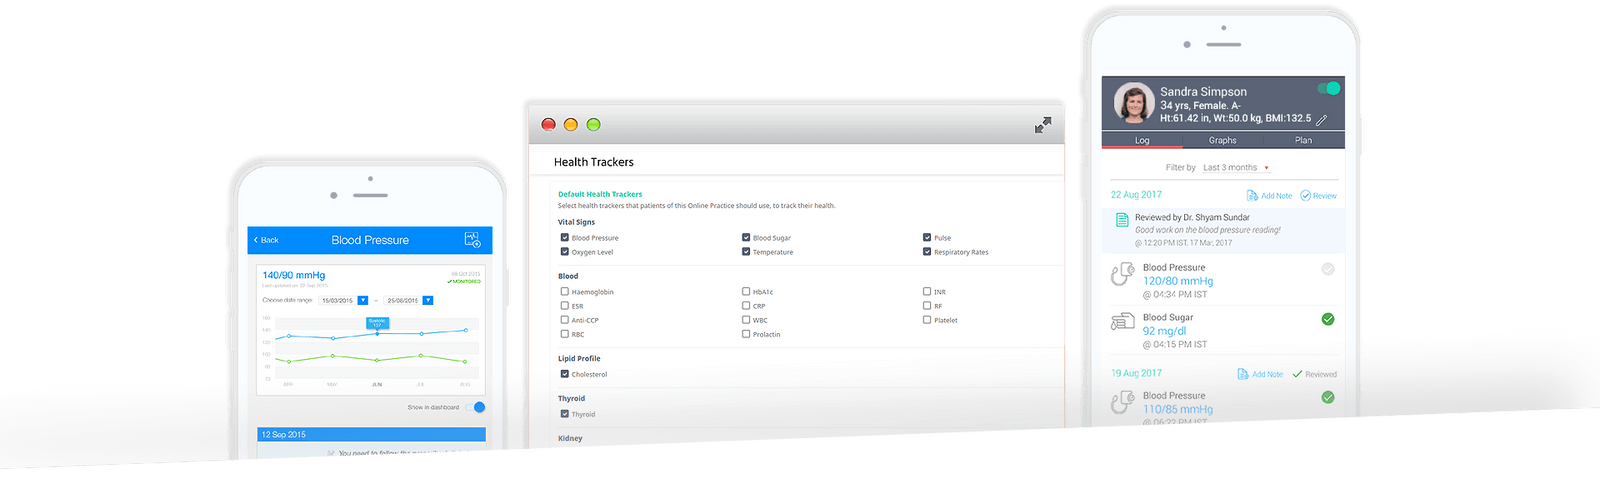 Back
Blood Pressure
140/90 mmHg
Last updated on 12 Sep 2015
08 Oct 2015
MONITORED
Choose date range:
15/03/2015
–
25/08/2015
160
140
120
100
Systolic
137
APR
MAY
JUN
JUL
AUG
Show in dashboard
12 Sep 2015
You need to follow the
Health Trackers
Default Health Trackers
Select health trackers that patients of this Online Practice should use, to track their health.
Vital Signs
Blood Pressure
Blood Sugar
Pulse
Oxygen Level
Temperature
Respiratory Rates
Blood
Haemoglobin
HbA1c
INR
ESR
CRP
RF
Anti-CCP
WBC
Platelet
RBC
Prolactin
Lipid Profile
Cholesterol
Thyroid
Thyroid
Kidney
Sandra Simpson
34 yrs, Female. A-
Ht:61.42 in, Wt:50.0 kg, BMI:132.5
Log
Graphs
Plan
Filter by
Last 3 months
22 Aug 2017
Add Note
Review
Reviewed by Dr. Shyam Sundar
Good work on the blood pressure reading!
@ 12:20 PM IST. 17 Mar, 2017
Blood Pressure
120/80 mmHg
@ 04:34 PM IST
Blood Sugar
92 mg/dl
@ 04:15 PM IST
19 Aug 2017
Add Note
Reviewed
Blood Pressure
110/85 mmHg
@ 06:22 PM IST